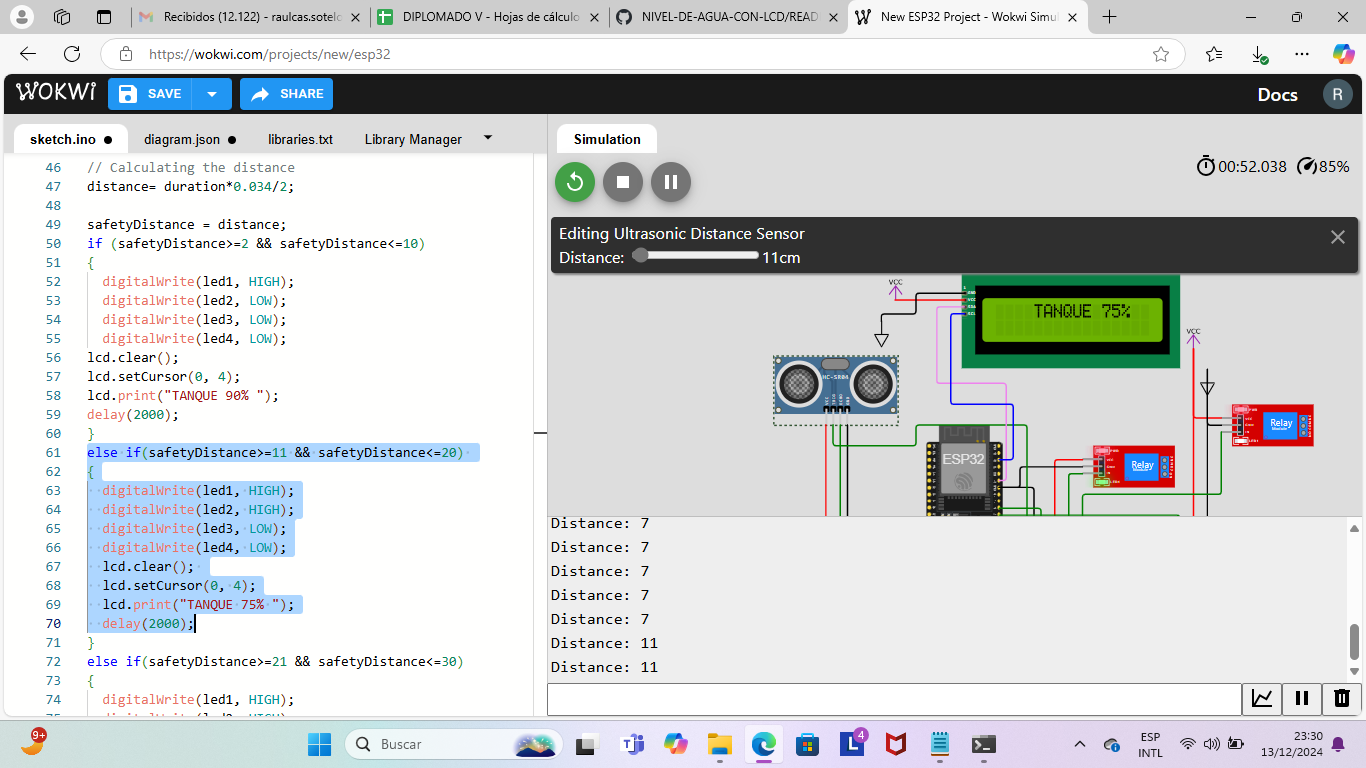 Recibidos (12.122) - raulcas.sotelo
DIPLOMADO V - Hojas de cálculo
NIVEL-DE-AGUA-CON-LCD/READ
New ESP32 Project - Wokwi Simul
https://wokwi.com/projects/new/esp32
WOKWI
SAVE
SHARE
Docs
R
sketch.ino
diagram.json
libraries.txt
Library Manager
Simulation
00:52.038
85%
46 // Calculating the distance
47 distance= duration*0.034/2;
48
49 safetyDistance = distance;
50 if (safetyDistance>=2 && safetyDistance<=10)
51 {
52 digitalWrite(led1, HIGH);
53 digitalWrite(led2, LOW);
54 digitalWrite(led3, LOW);
55 digitalWrite(led4, LOW);
56 lcd.clear();
57 lcd.setCursor(0, 4);
58 lcd.print("TANQUE 90% ");
59 delay(2000);
60 }
61 else if(safetyDistance>=11 && safetyDistance<=20)
62 {
63 digitalWrite(led1, HIGH);
64 digitalWrite(led2, HIGH);
65 digitalWrite(led3, LOW);
66 digitalWrite(led4, LOW);
67 lcd.clear();
68 lcd.setCursor(0, 4);
69 lcd.print("TANQUE 75% ");
70 delay(2000);
71 }
72 else if(safetyDistance>=21 && safetyDistance<=30)
73 {
74 digitalWrite(led1, HIGH);
Editing Ultrasonic Distance Sensor
Distance: 11cm
VCC
TANQUE 75%
VCC
HC-SR04
ESP32
Relay
Relay
Distance: 7
Distance: 7
Distance: 7
Distance: 7
Distance: 7
Distance: 11
Distance: 11
9+
Buscar
4
ESP
INTL
23:30
13/12/2024